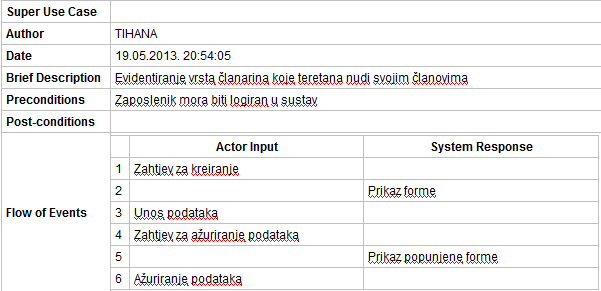 Super Use Case
Author TIHANA
Date 19.05.2013. 20:54:05
Brief Description Evidentiranje vrsta članarina koje teretana nudi svojim članovima
Preconditions Zaposlenik mora biti logiran u sustav
Post-conditions
Flow of Events
Actor Input System Response
1 Zahtjev za kreiranje
2 Prikaz forme
3 Unos podataka
4 Zahtjev za ažuriranje podataka
5 Prikaz popunjene forme
6 Ažuriranje podataka